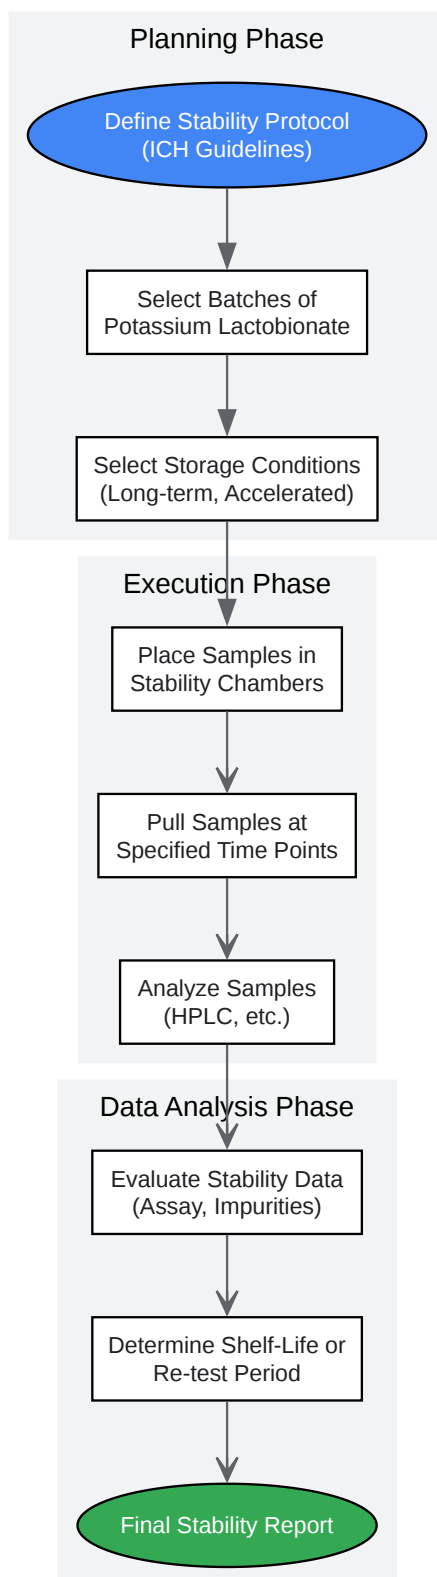 Planning Phase
Define Stability Protocol
(ICH Guidelines)
Select Batches of
Potassium Lactobionate
Select Storage Conditions
(Long-term, Accelerated)
Execution Phase
Place Samples in
Stability Chambers
Pull Samples at
Specified Time Points
Analyze Samples
(HPLC, etc.)
Data Analysis Phase
Evaluate Stability Data
(Assay, Impurities)
Determine Shelf-Life or
Re-test Period
Final Stability Report